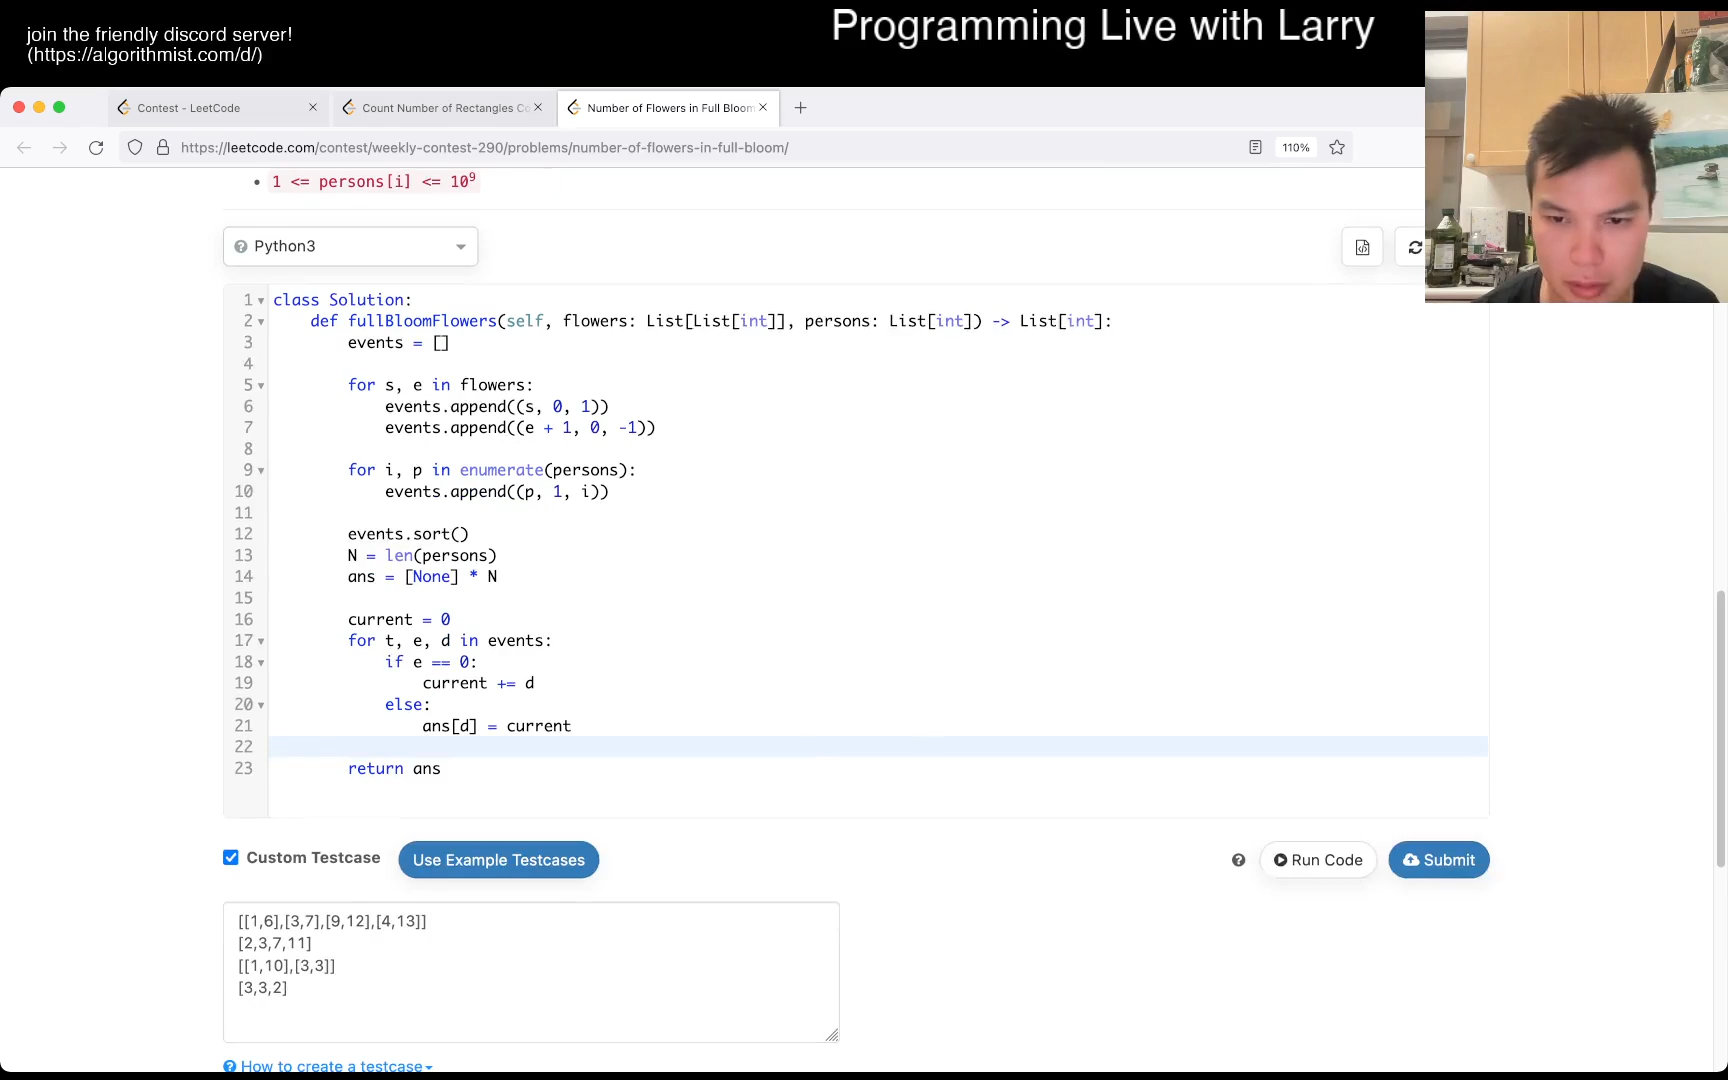 join the friendly discord server!
(https://algorithmist.com/d/)
Programming Live with Larry
Contest - LeetCode
Count Number of Rectangles Co
Number of Flowers in Full Bloom
https://leetcode.com/contest/weekly-contest-290/problems/number-of-flowers-in-full-bloom/
110%
1 <= persons[i] <= 10⁹
Python3
1 class Solution:
2     def fullBloomFlowers(self, flowers: List[List[int]], persons: List[int]) -> List[int]:
3         events = []
4
5         for s, e in flowers:
6             events.append((s, 0, 1))
7             events.append((e + 1, 0, -1))
8
9         for i, p in enumerate(persons):
10             events.append((p, 1, i))
11
12         events.sort()
13         N = len(persons)
14         ans = [None] * N
15
16         current = 0
17         for t, e, d in events:
18             if e == 0:
19                 current += d
20             else:
21                 ans[d] = current
22
23         return ans
Custom Testcase
Use Example Testcases
Run Code
Submit
[[1,6],[3,7],[9,12],[4,13]]
[2,3,7,11]
[[1,10],[3,3]]
[3,3,2]
How to create a testcase